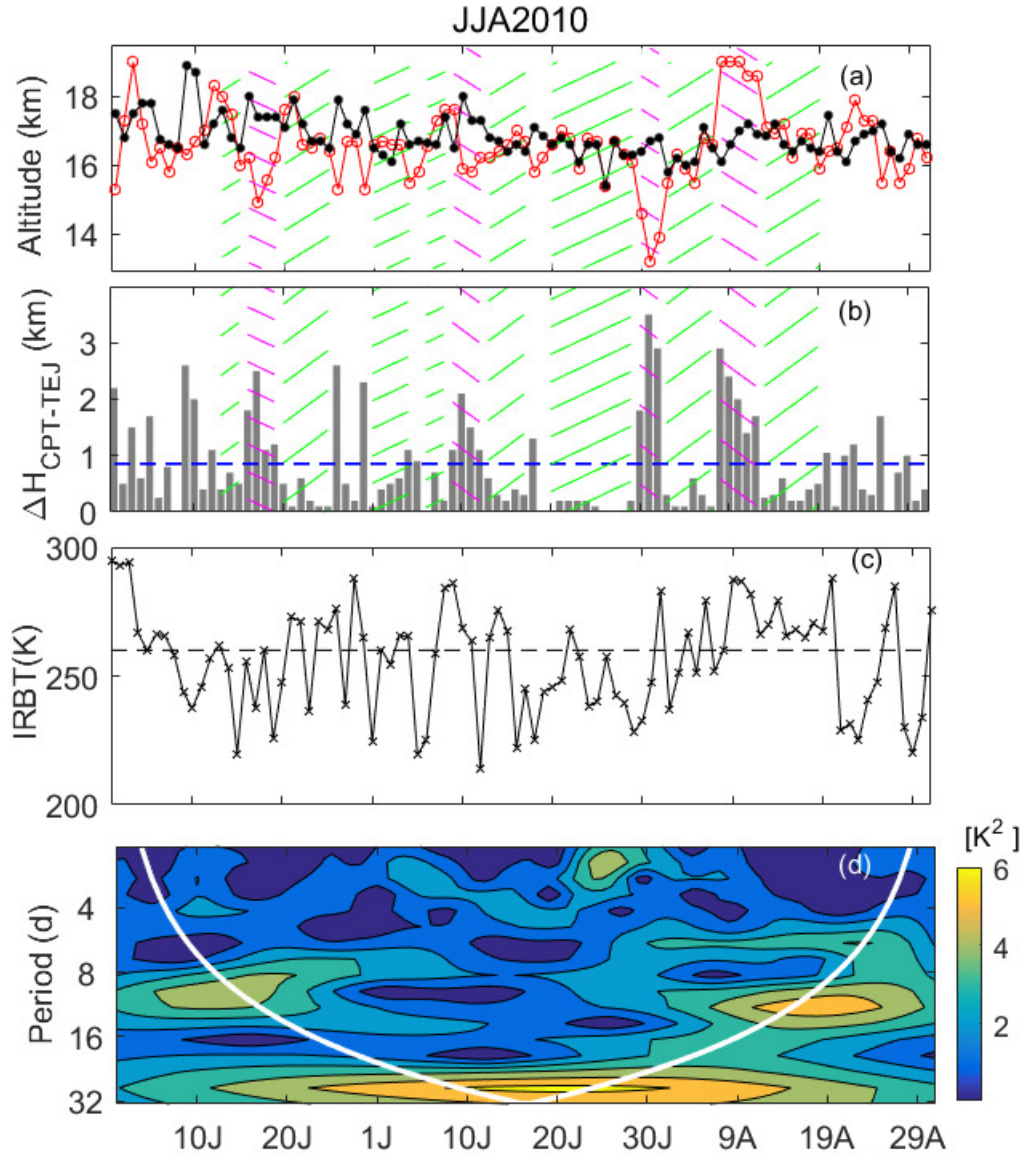 JJA2010
Altitude (km)
18
16
14
(a)
ΔH_CPT-TEJ (km)
3
2
1
0
(b)
IRBT(K)
300
250
200
(c)
[K²]
Period (d)
4
8
16
32
(d)
6
4
2
10J 20J 1J 10J 20J 30J 9A 19A 29A